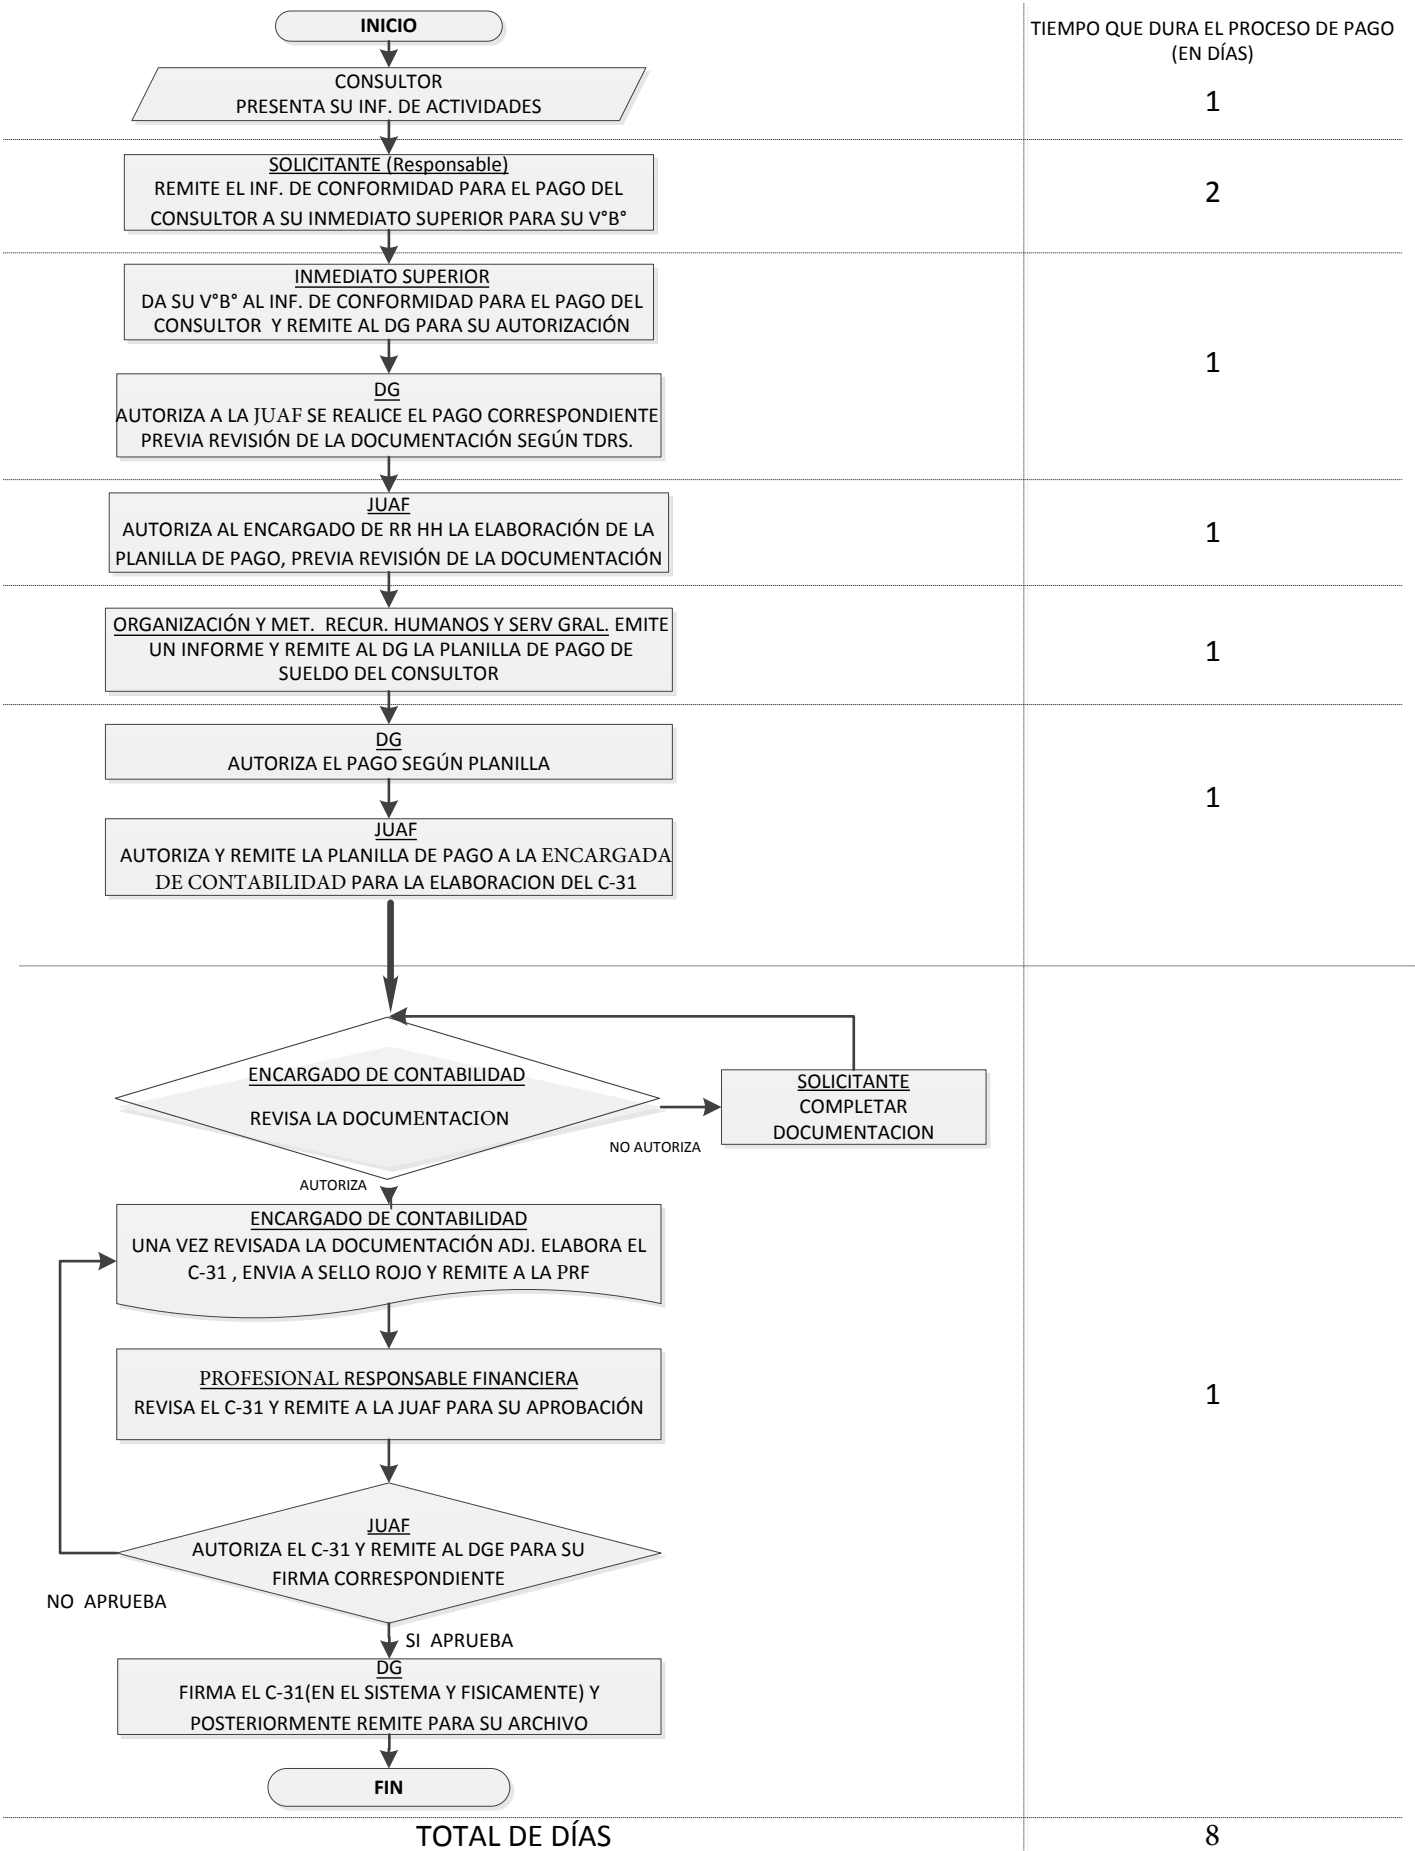 INICIO
TIEMPO QUE DURA EL PROCESO DE PAGO
(EN DÍAS)
CONSULTOR
PRESENTA SU INF. DE ACTIVIDADES
1
SOLICITANTE (Responsable)
REMITE EL INF. DE CONFORMIDAD PARA EL PAGO DEL
CONSULTOR A SU INMEDIATO SUPERIOR PARA SU V°B°
2
INMEDIATO SUPERIOR
DA SU V°B° AL INF. DE CONFORMIDAD PARA EL PAGO DEL
CONSULTOR Y REMITE AL DG PARA SU AUTORIZACIÓN
1
DG
AUTORIZA A LA JUAF SE REALICE EL PAGO CORRESPONDIENTE
PREVIA REVISIÓN DE LA DOCUMENTACIÓN SEGÚN TDRS.
JUAF
AUTORIZA AL ENCARGADO DE RR HH LA ELABORACIÓN DE LA
PLANILLA DE PAGO, PREVIA REVISIÓN DE LA DOCUMENTACIÓN
1
ORGANIZACIÓN Y MET. RECUR. HUMANOS Y SERV GRAL. EMITE
UN INFORME Y REMITE AL DG LA PLANILLA DE PAGO DE
SUELDO DEL CONSULTOR
1
DG
AUTORIZA EL PAGO SEGÚN PLANILLA
1
JUAF
AUTORIZA Y REMITE LA PLANILLA DE PAGO A LA ENCARGADA
DE CONTABILIDAD PARA LA ELABORACION DEL C-31
ENCARGADO DE CONTABILIDAD
REVISA LA DOCUMENTACION
NO AUTORIZA
SOLICITANTE
COMPLETAR
DOCUMENTACION
AUTORIZA
ENCARGADO DE CONTABILIDAD
UNA VEZ REVISADA LA DOCUMENTACIÓN ADJ. ELABORA EL
C-31 , ENVIA A SELLO ROJO Y REMITE A LA PRF
PROFESIONAL RESPONSABLE FINANCIERA
REVISA EL C-31 Y REMITE A LA JUAF PARA SU APROBACIÓN
1
JUAF
AUTORIZA EL C-31 Y REMITE AL DGE PARA SU
FIRMA CORRESPONDIENTE
NO APRUEBA
SI APRUEBA
DG
FIRMA EL C-31(EN EL SISTEMA Y FISICAMENTE) Y
POSTERIORMENTE REMITE PARA SU ARCHIVO
FIN
TOTAL DE DÍAS
8